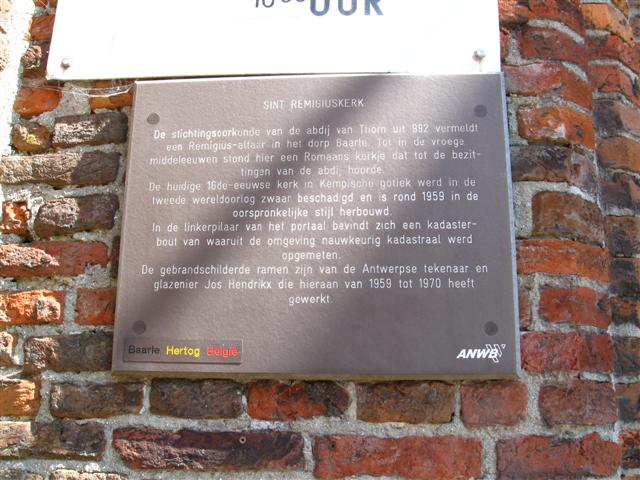 UUR
SINT REMIGIUSKERK
De stichtingsoorkonde van de abdij van Thorn uit 992 vermeldt
een Remigius-altaar in het dorp Baarle. Tot in de vroege
middeleeuwen stond hier een Romaans kerkje dat tot de bezit-
tingen van de abdij hoorde.
De huidige 16de-eeuwse kerk in Kempische gotiek werd in de
tweede wereldoorlog zwaar beschadigd en is rond 1959 in de
oorspronkelijke stijl herbouwd.
In de linkerpilaar van het portaal bevindt zich een kadaster-
bout van waaruit de omgeving nauwkeurig kadastraal werd
opgemeten.
De gebrandschilderde ramen zijn van de Antwerpse tekenaar en
glazenier Jos Hendrikx die hieraan van 1959 tot 1970 heeft
gewerkt.
Baarle Hertog België
ANWB